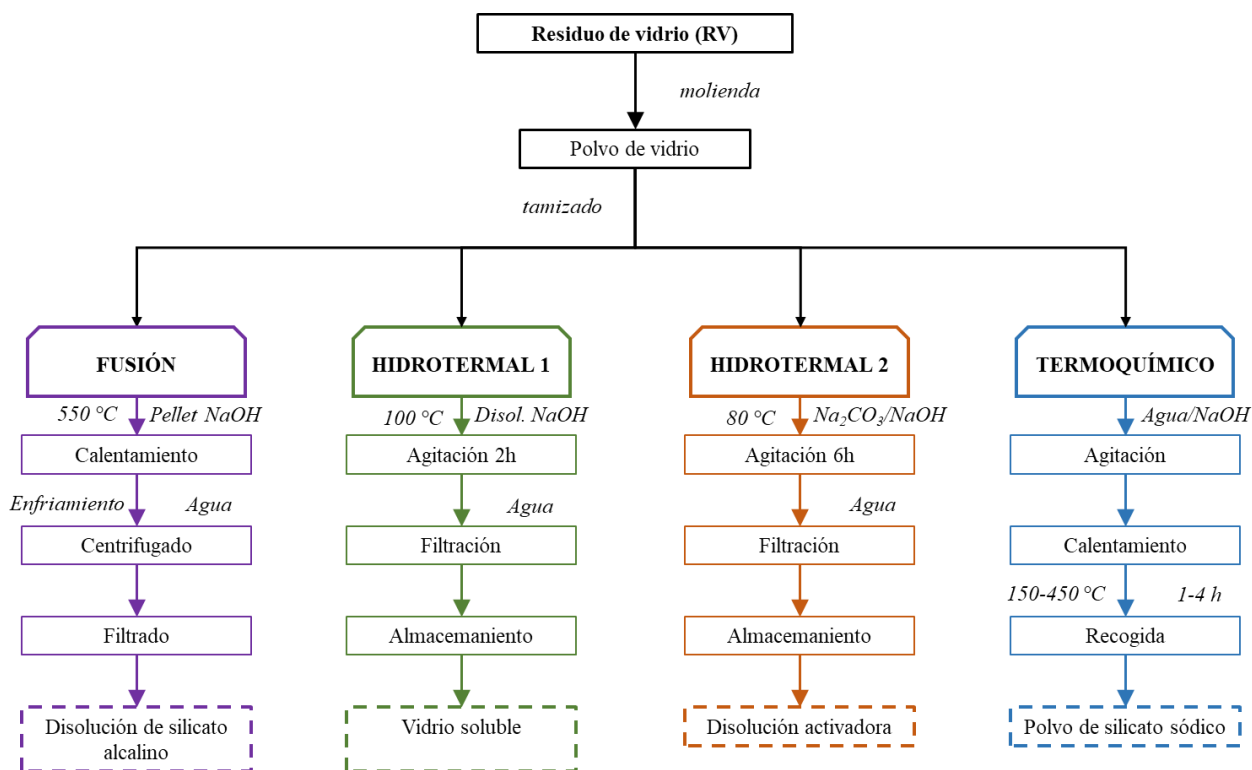 Residuo de vidrio (RV)
molienda
Polvo de vidrio
tamizado
FUSIÓN
550 °C
Pellet NaOH
Calentamiento
Enfriamiento
Agua
Centrifugado
Filtrado
Disolución de silicato
alcalino
HIDROTERMAL 1
100 °C
Disol. NaOH
Agitación 2h
Agua
Filtración
Almacemaniento
Vidrio soluble
HIDROTERMAL 2
80 °C
Na₂CO₃/NaOH
Agitación 6h
Agua
Filtración
Almacemaniento
Disolución activadora
TERMOQUÍMICO
Agua/NaOH
Agitación
Calentamiento
150-450 °C
1-4 h
Recogida
Polvo de silicato sódico